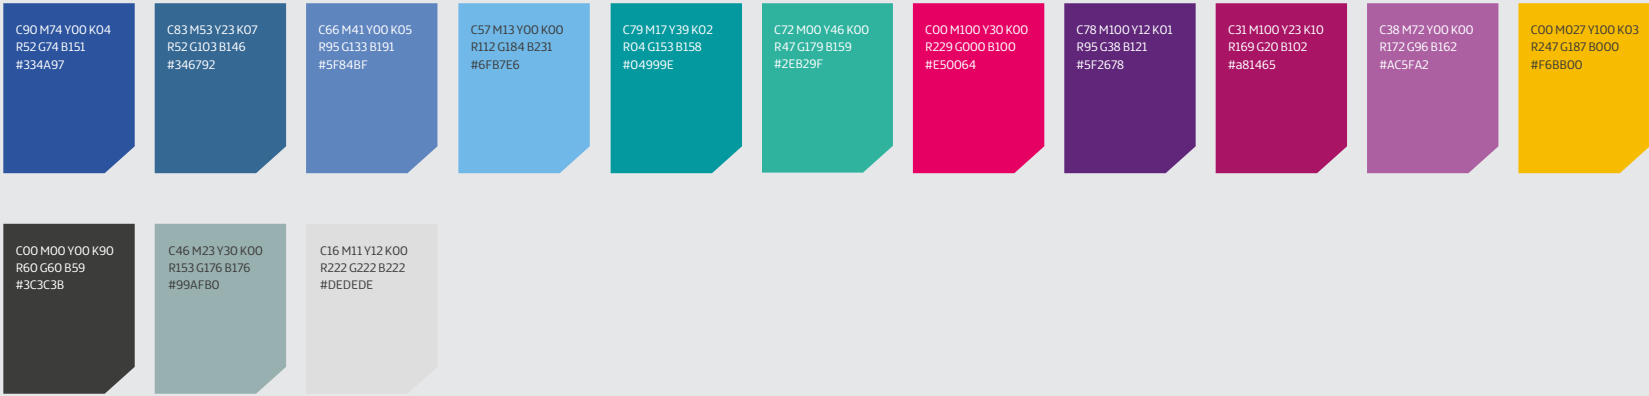 C90 M74 Y00 K04
R52 G74 B151
#334A97
C83 M53 Y23 K07
R52 G103 B146
#346792
C66 M41 Y00 K05
R95 G133 B191
#5F84BF
C57 M13 Y00 K00
R112 G184 B231
#6FB7E6
C79 M17 Y39 K02
R04 G153 B158
#04999E
C72 M00 Y46 K00
R47 G179 B159
#2EB29F
C00 M100 Y30 K00
R229 G000 B100
#E50064
C78 M100 Y12 K01
R95 G38 B121
#5F2678
C31 M100 Y23 K10
R169 G20 B102
#a81465
C38 M72 Y00 K00
R172 G96 B162
#AC5FA2
C00 M027 Y100 K03
R247 G187 B000
#F6BB00
C00 M00 Y00 K90
R60 G60 B59
#3C3C3B
C46 M23 Y30 K00
R153 G176 B176
#99AFB0
C16 M11 Y12 K00
R222 G222 B222
#DEDEDE